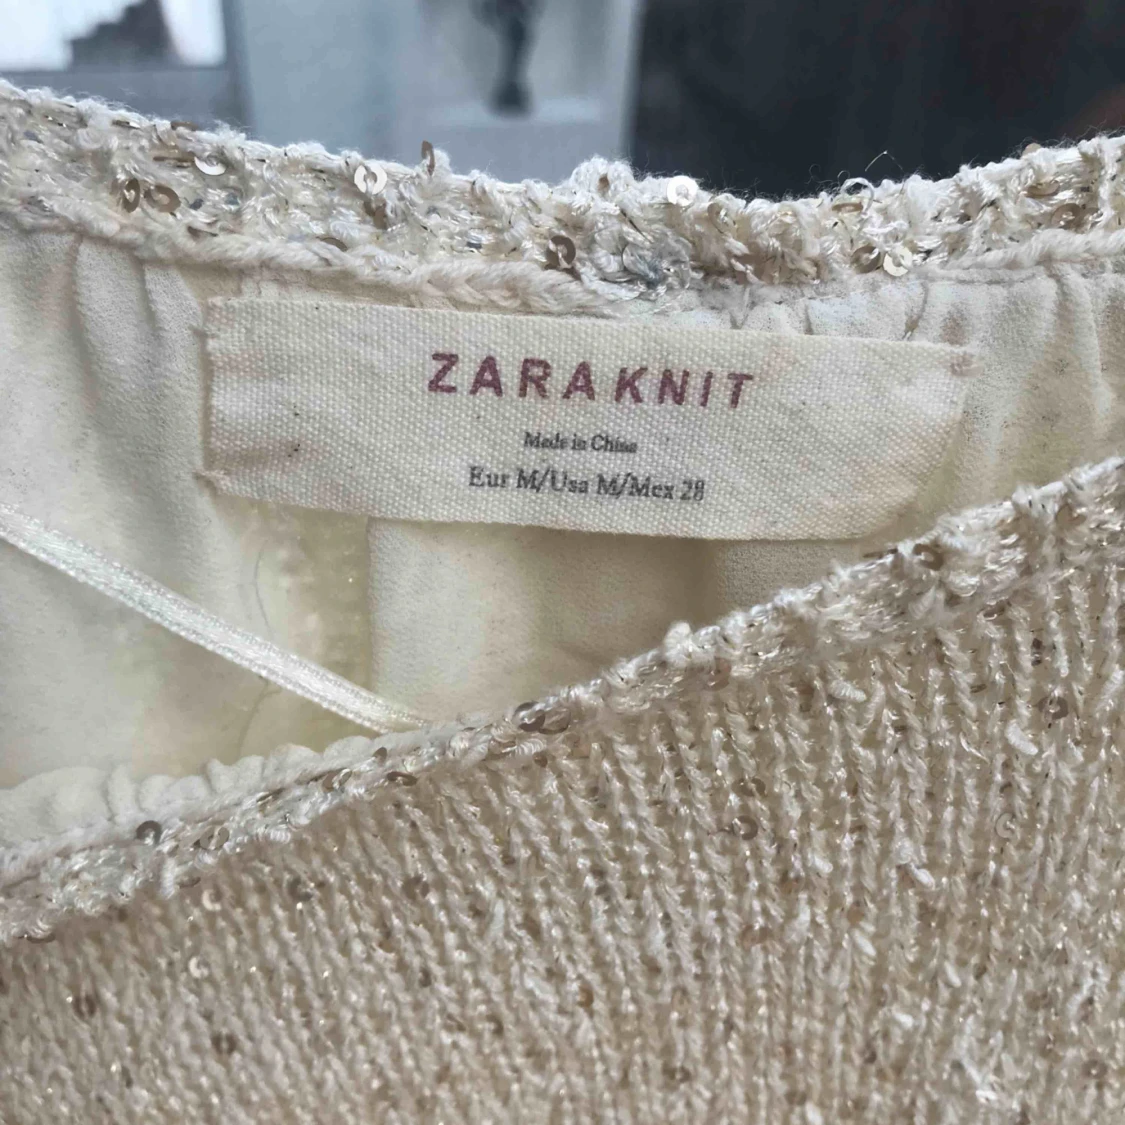 ZARA KNIT
Made in China
Eur M/Usa M/Mex 28